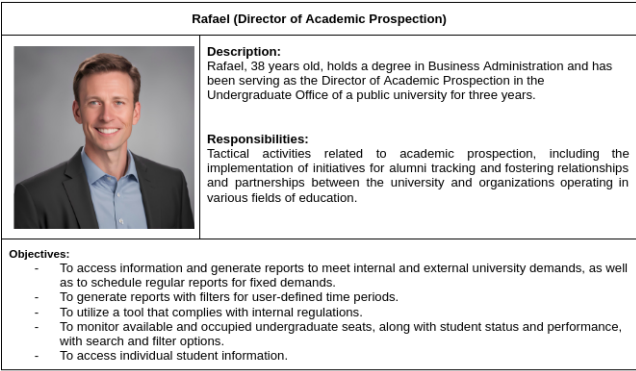 Rafael (Director of Academic Prospection)
Description:
Rafael, 38 years old, holds a degree in Business Administration and has
been serving as the Director of Academic Prospection in the
Undergraduate Office of a public university for three years.
Responsibilities:
Tactical activities related to academic prospection, including the
implementation of initiatives for alumni tracking and fostering relationships
and partnerships between the university and organizations operating in
various fields of education.
Objectives:
- To access information and generate reports to meet internal and external university demands, as well
as to schedule regular reports for fixed demands.
- To generate reports with filters for user-defined time periods.
- To utilize a tool that complies with internal regulations.
- To monitor available and occupied undergraduate seats, along with student status and performance,
with search and filter options.
- To access individual student information.